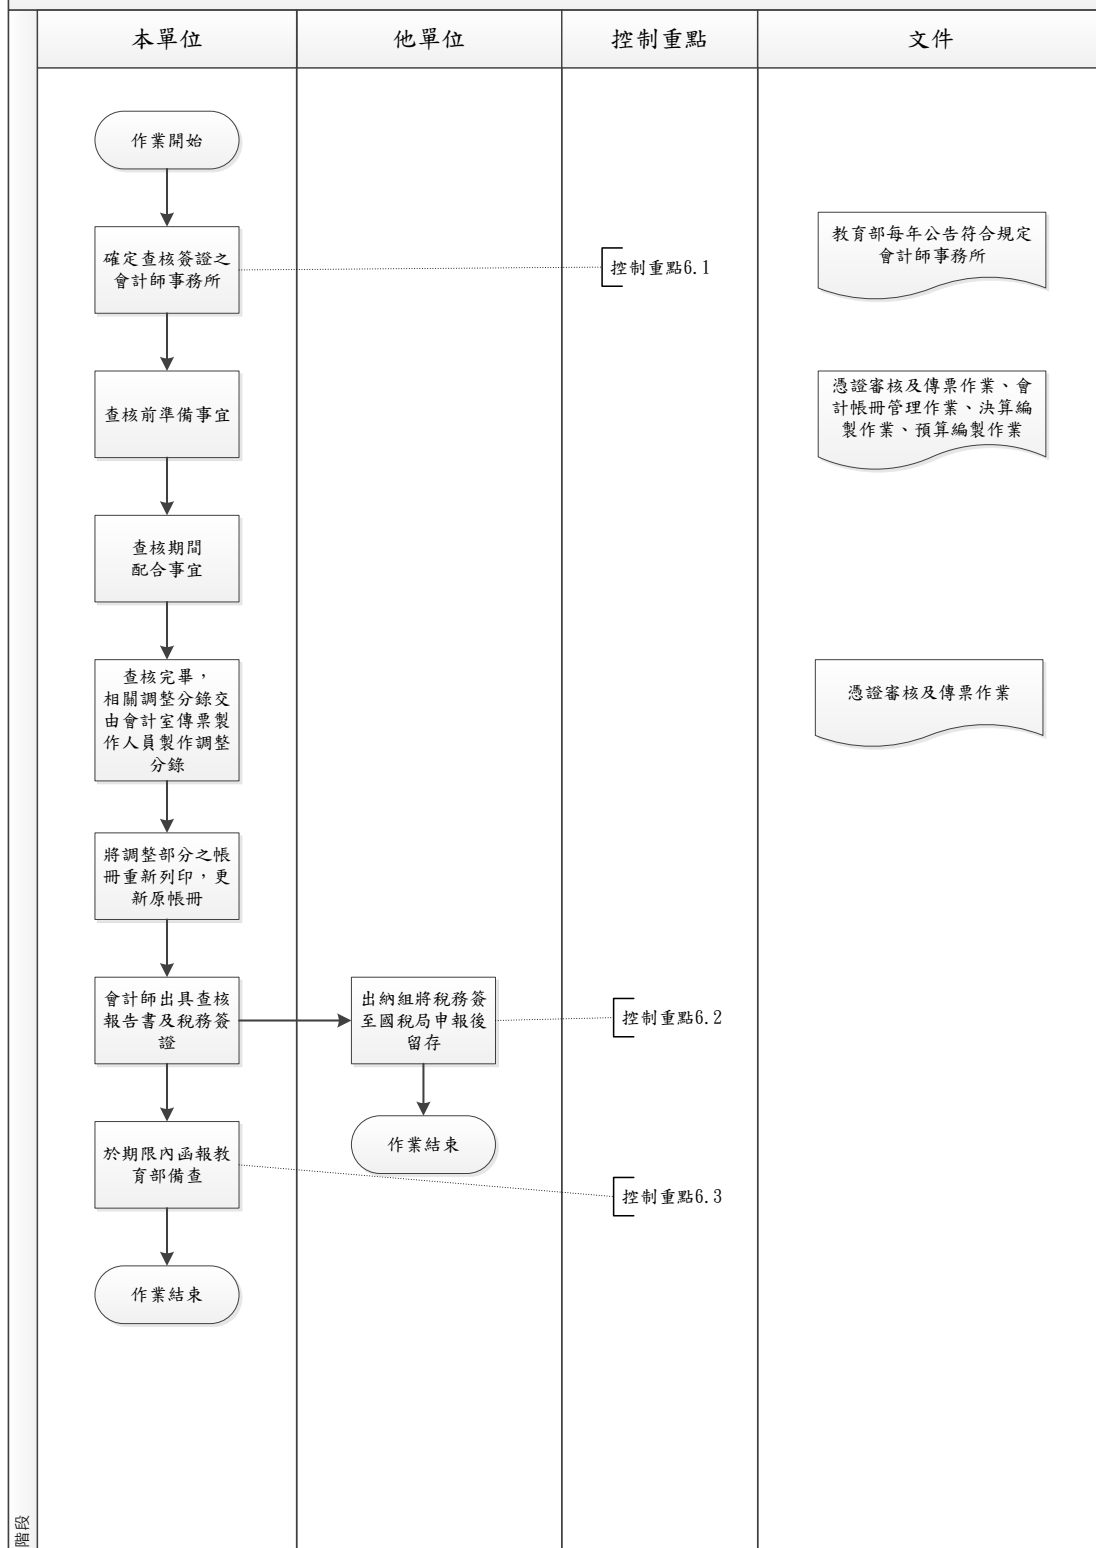 本單位
他單位
控制重點
文件
作業開始
確定查核簽證之
會計師事務所
控制重點6.1
教育部每年公告符合規定
會計師事務所
查核前準備事宜
憑證審核及傳票作業、會
計帳冊管理作業、決算編
製作業、預算編製作業
查核期間
配合事宜
查核完畢，
相關調整分錄交
由會計室傳票製
作人員製作調整
分錄
憑證審核及傳票作業
將調整部分之帳
冊重新列印，更
新原帳冊
會計師出具查核
報告書及稅務簽
證
出納組將稅務簽
至國稅局申報後
留存
控制重點6.2
於期限內函報教
育部備查
作業結束
控制重點6.3
作業結束
階段